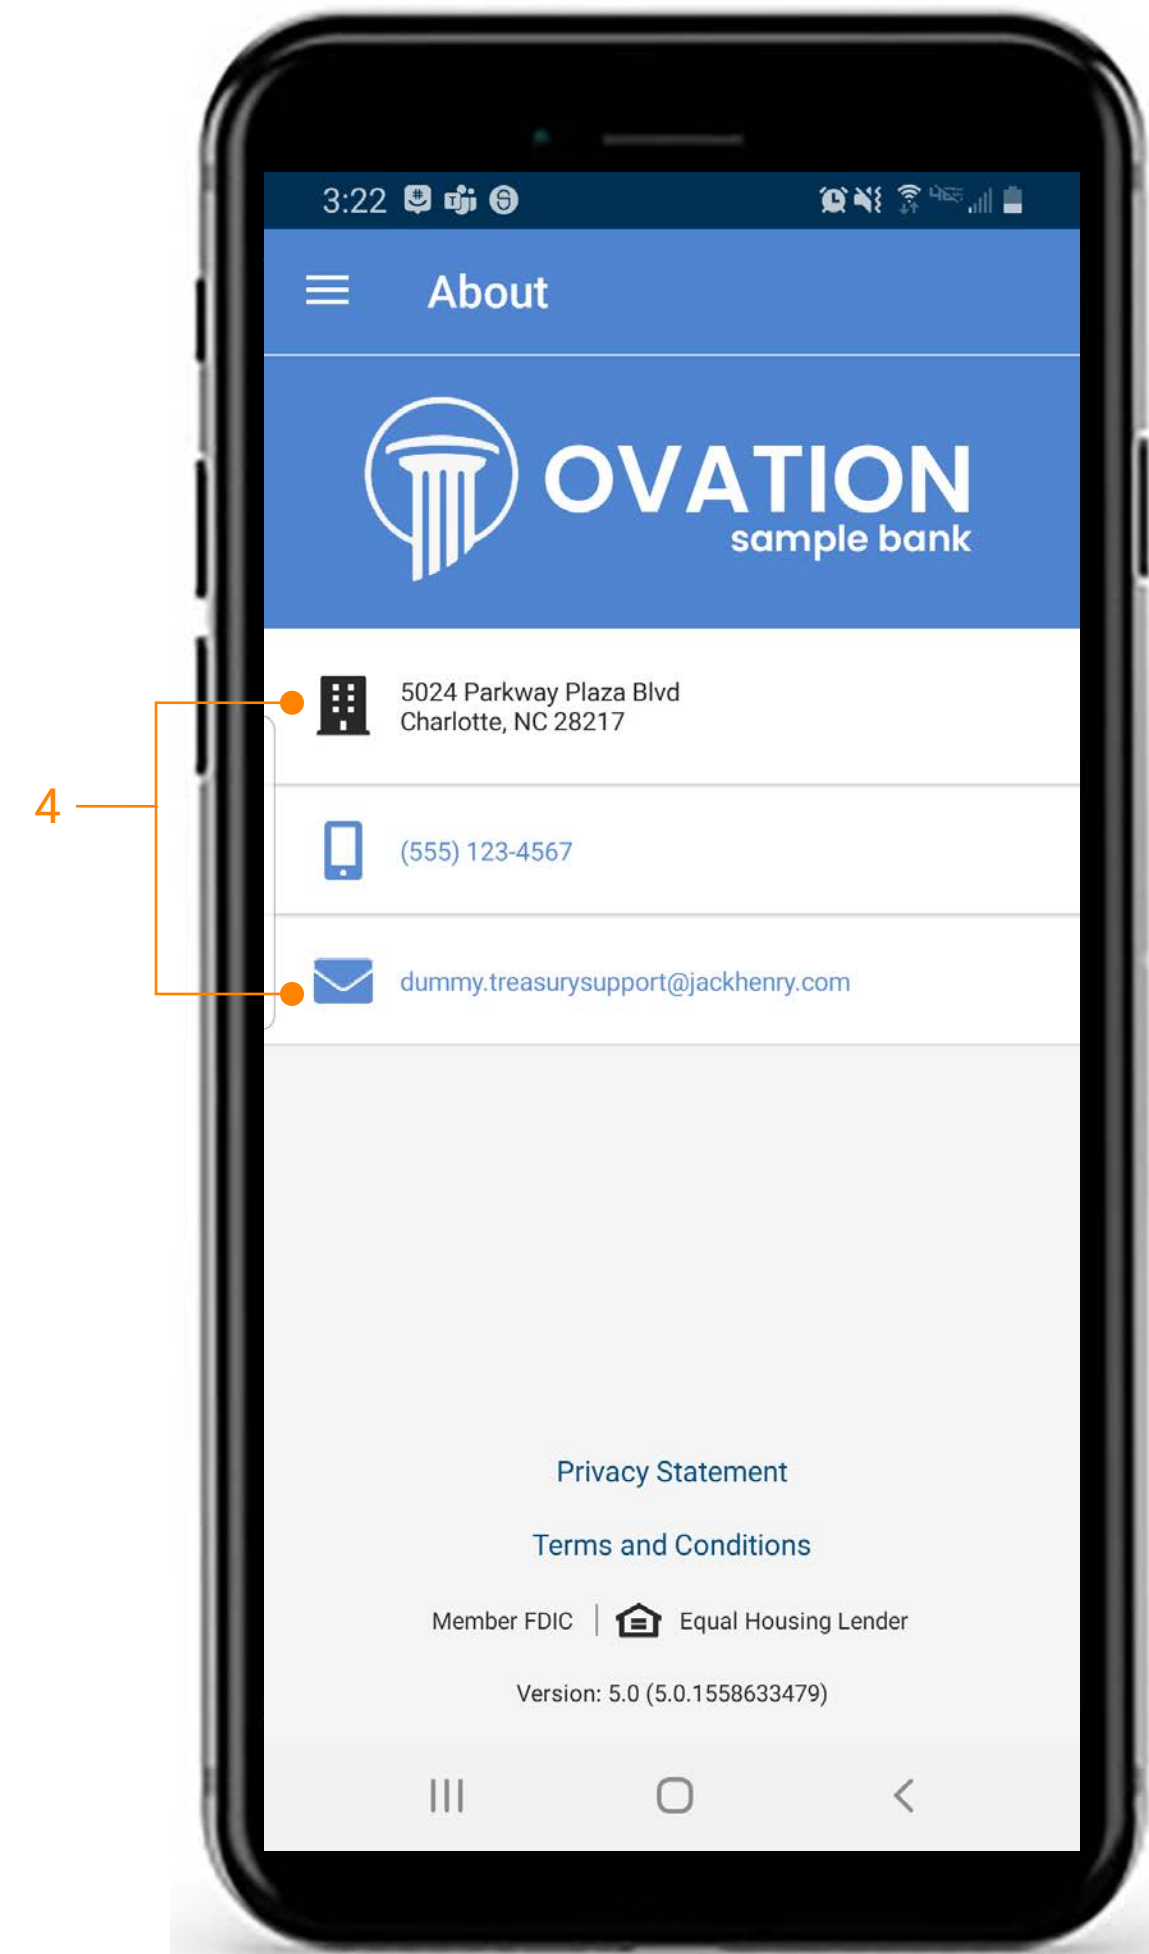 3:22
About
OVATION
sample bank
5024 Parkway Plaza Blvd
Charlotte, NC 28217
4
(555) 123-4567
dummy.treasurysupport@jackhenry.com
Privacy Statement
Terms and Conditions
Member FDIC | Equal Housing Lender
Version: 5.0 (5.0.1558633479)